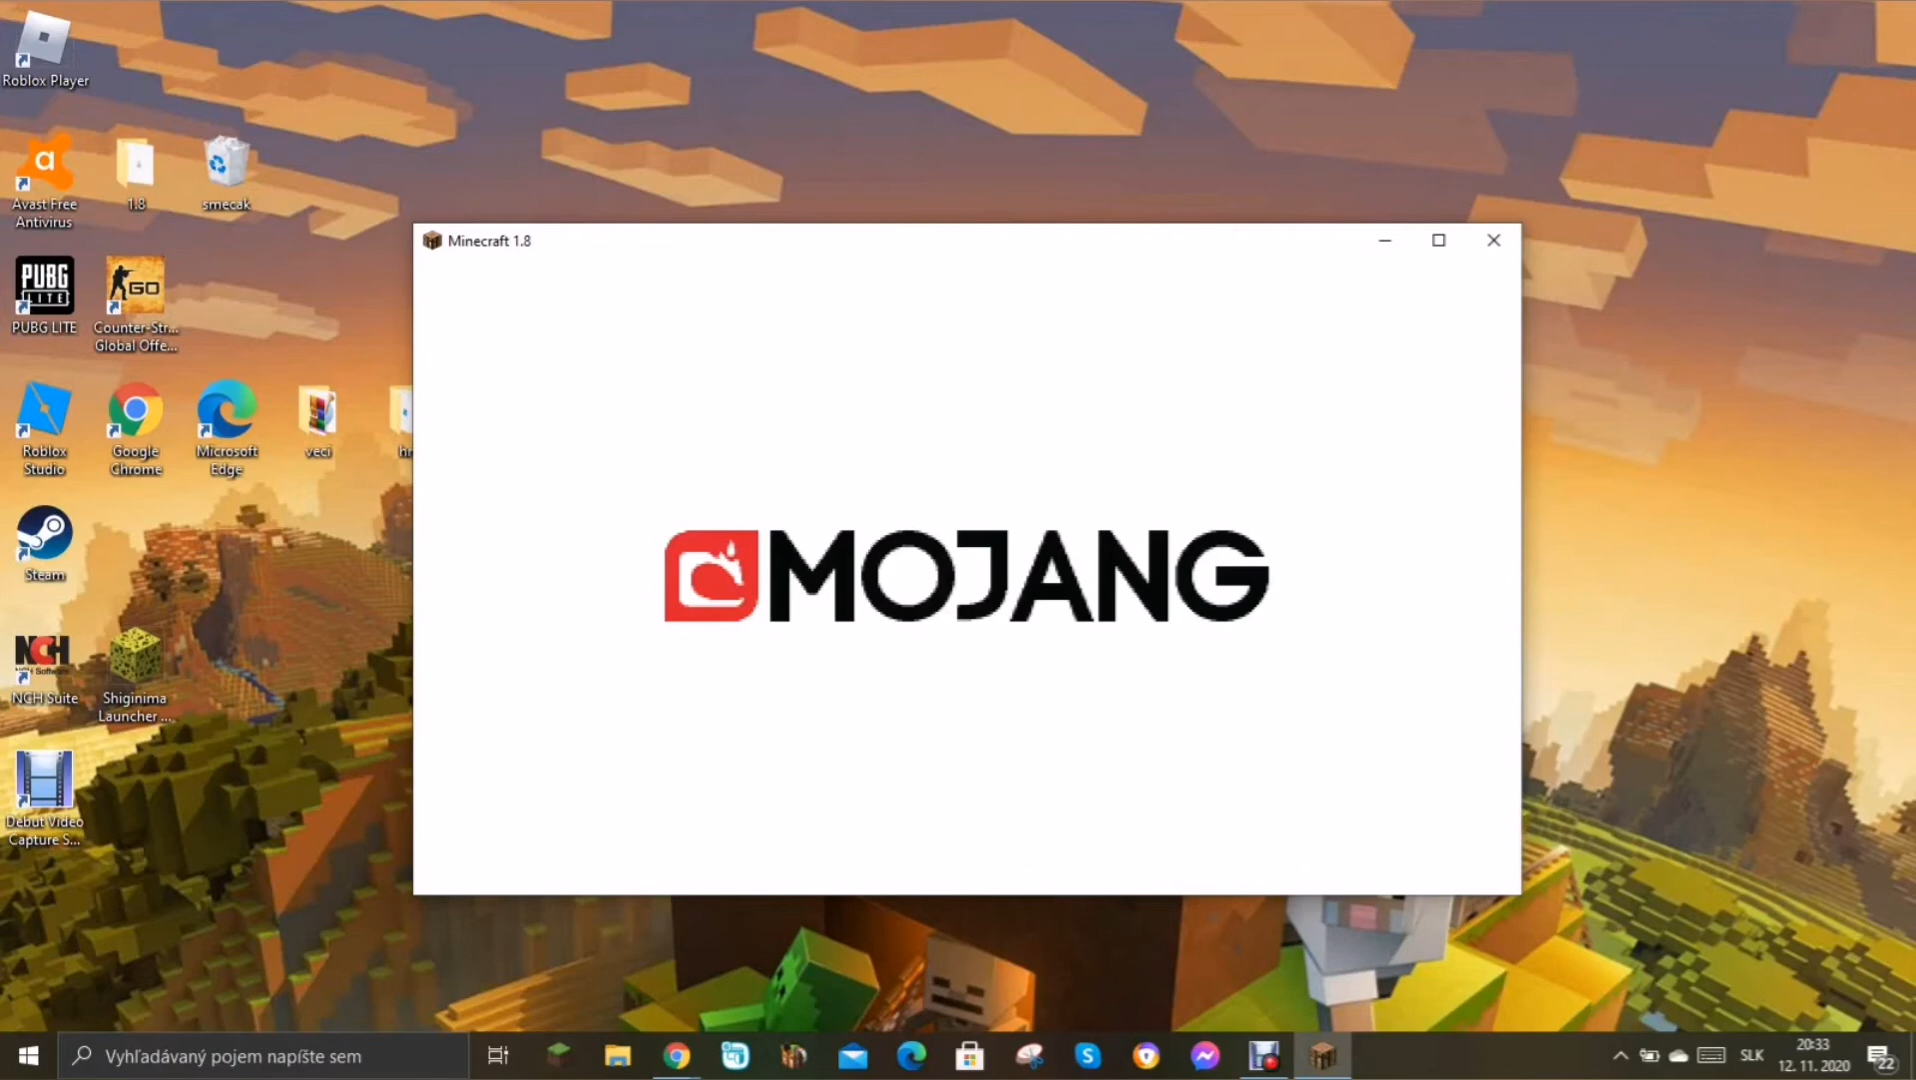 Roblox Player
a
Avast Free
Antivirus
1.8
smecak
PUBG
LITE
PUBG LITE
GO
Counter-Str...
Global Offe...
Roblox
Studio
Google
Chrome
Microsoft
Edge
veci
Steam
NCH
NCH Suite
Shiginima
Launcher ...
Debut Video
Capture S...
Minecraft 1.8
MOJANG
Vyhľadávaný pojem napíšte sem
SLK
20:33
12. 11. 2020
22